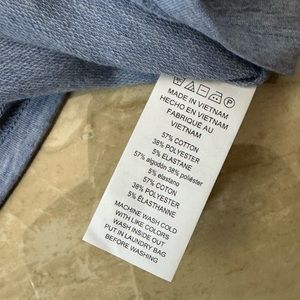 MADE IN VIETNAM
HECHO EN VIETNAM
FABRIQUÉ AU
VIETNAM
57% COTTON
38% POLYESTER
5% ELASTANE
57% algodón 38% poliéster
5% elastano
57% COTON
38% POLYESTER
5% ÉLASTHANNE
MACHINE WASH COLD
WITH LIKE COLORS
WASH INSIDE OUT
PUT IN LAUNDRY BAG
BEFORE WASHING